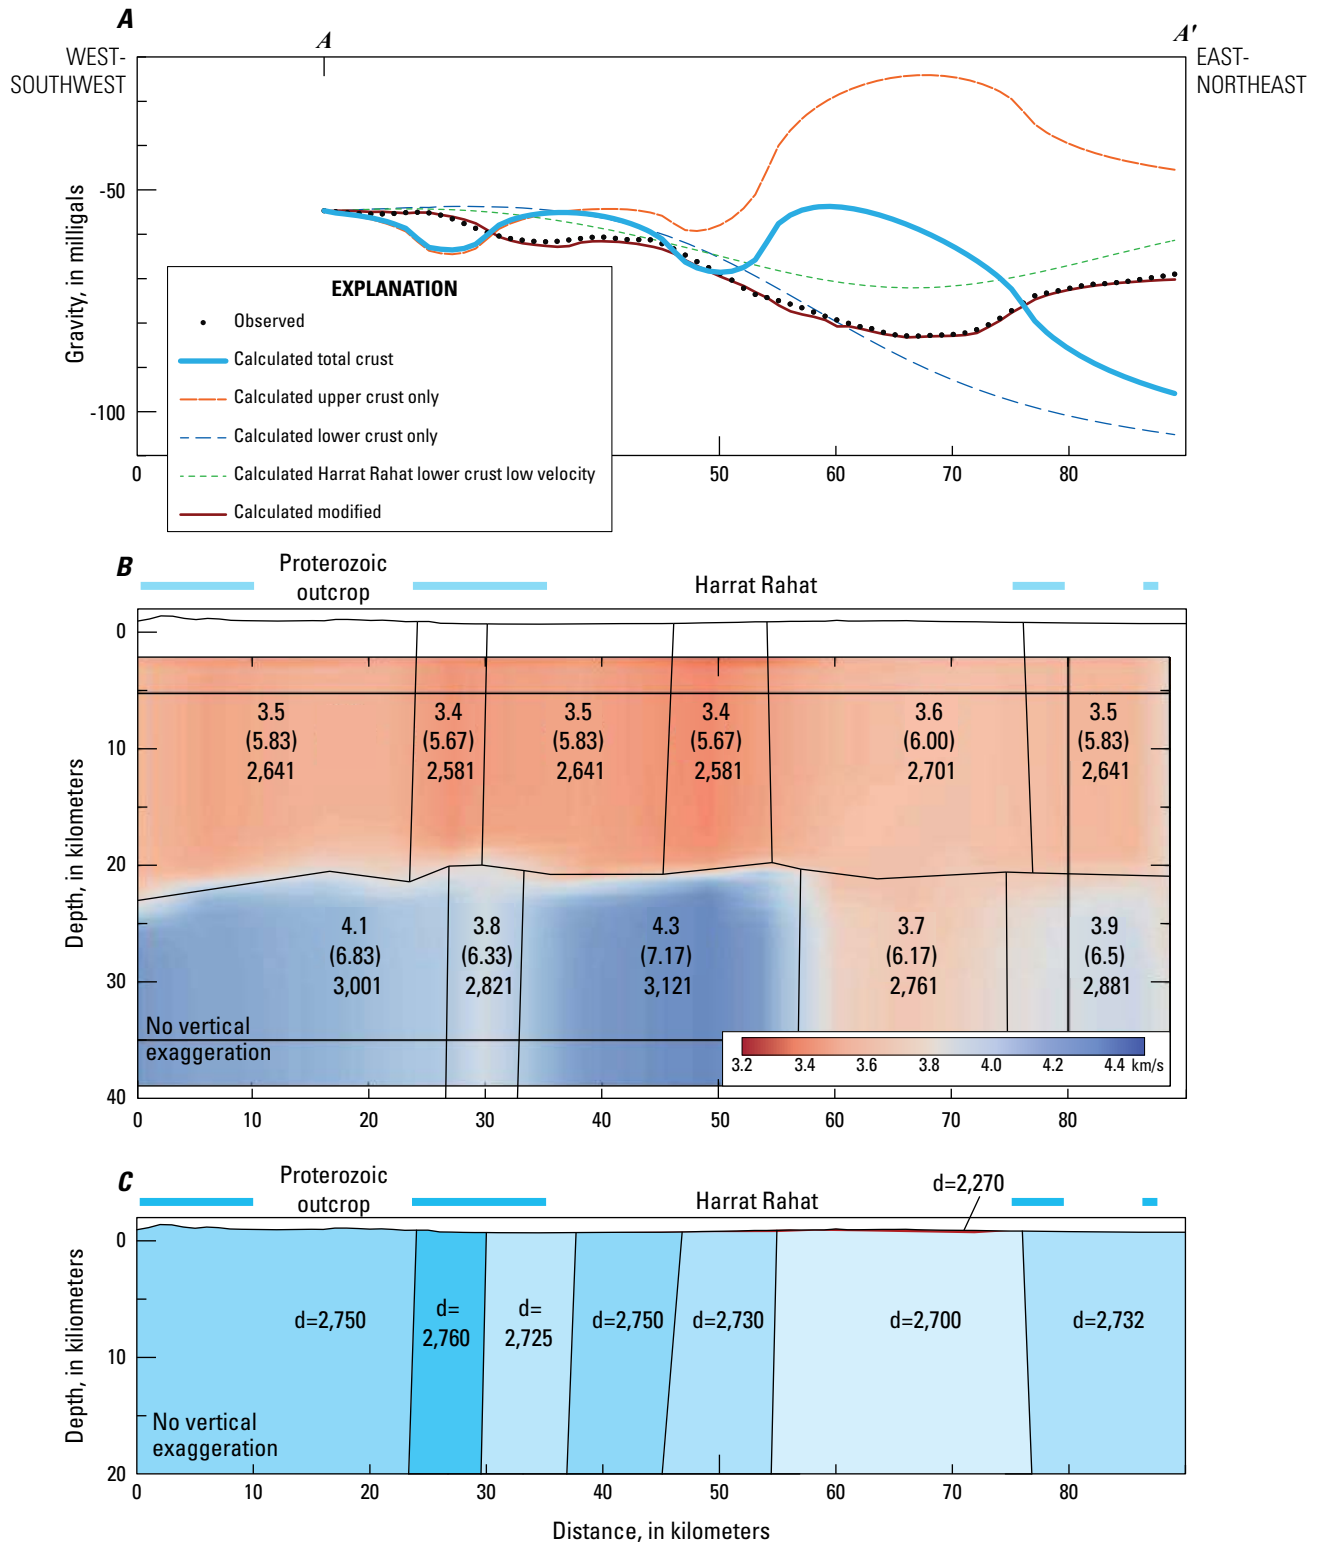 A
A
A'
WEST-
SOUTHWEST
EAST-
NORTHEAST
Gravity, in milligals
-50
-100
EXPLANATION
Observed
Calculated total crust
Calculated upper crust only
Calculated lower crust only
Calculated Harrat Rahat lower crust low velocity
Calculated modified
0 50 60 70 80
B
Proterozoic
outcrop
Harrat Rahat
Depth, in kilometers
0
10
20
30
40
3.5
(5.83)
2,641
3.4
(5.67)
2,581
3.5
(5.83)
2,641
3.4
(5.67)
2,581
3.6
(6.00)
2,701
3.5
(5.83)
2,641
4.1
(6.83)
3,001
3.8
(6.33)
2,821
4.3
(7.17)
3,121
3.7
(6.17)
2,761
3.9
(6.5)
2,881
No vertical
exaggeration
3.2 3.4 3.6 3.8 4.0 4.2 4.4 km/s
0 10 20 30 40 50 60 70 80
C
Proterozoic
outcrop
Harrat Rahat
d=2,270
Depth, in kiliometers
0
10
20
d=2,750
d=
2,760
d=
2,725
d=2,750
d=2,730
d=2,700
d=2,732
No vertical
exaggeration
0 10 20 30 40 50 60 70 80
Distance, in kilometers